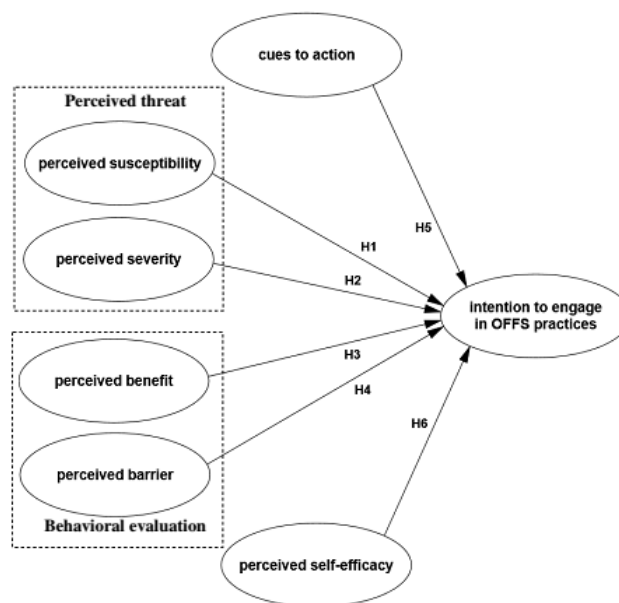 cues to action
Perceived threat
perceived susceptibility
perceived severity
H1
H2
H5
intention to engage
in OFFS practices
perceived benefit
perceived barrier
H3
H4
H6
Behavioral evaluation
perceived self-efficacy